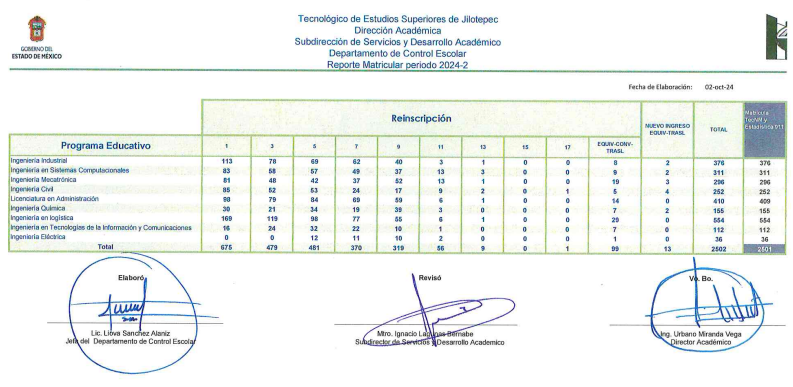 Tecnológico de Estudios Superiores de Jilotepec
Dirección Académica
Subdirección de Servicios y Desarrollo Académico
Departamento de Control Escolar
Reporte Matricular periodo 2024-2
GOBIERNO DEL
ESTADO DE MÉXICO
Fecha de Elaboración: 02-oct-24
Reinscripción
Programa Educativo 1 3 5 7 9 11 13 15 17 EQUIV-CONV-TRASL NUEVO INGRESO EQUIV-TRASL TOTAL Matrícula TecNM y Estadística 911
Ingeniería Industrial 113 78 69 62 40 3 1 0 0 8 2 376 376
Ingeniería en Sistemas Computacionales 83 58 57 49 37 13 3 0 0 9 2 311 311
Ingeniería Mecatrónica 81 48 42 37 52 13 1 0 0 19 3 296 296
Ingeniería Civil 85 52 53 24 17 9 2 0 1 5 4 252 252
Licenciatura en Administración 98 79 84 69 59 6 1 0 0 14 0 410 409
Ingeniería Química 30 21 34 19 39 3 0 0 0 7 2 155 155
Ingeniería en logística 169 119 98 77 55 6 1 0 0 29 0 554 554
Ingeniería en Tecnologías de la Información y Comunicaciones 16 24 32 22 10 1 0 0 0 7 0 112 112
Ingeniería Eléctrica 0 0 12 11 10 2 0 0 0 1 0 36 36
Total 675 479 481 370 319 56 9 0 1 99 13 2502 2501
Elaboró
Lic. Liova Sanchez Alaniz
Jefa del Departamento de Control Escolar
Revisó
Mtro. Ignacio Lagunas Bernabe
Subdirector de Servicios y Desarrollo Academico
Vo. Bo.
Ing. Urbano Miranda Vega
Director Académico